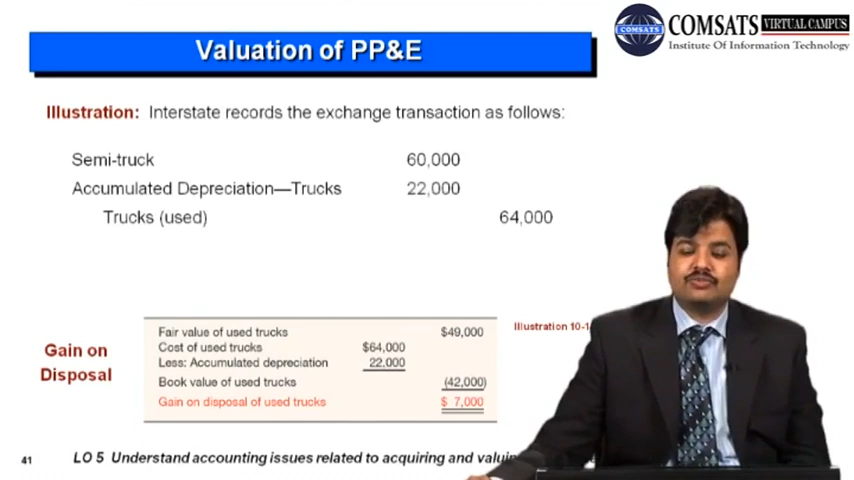 COMSATS
COMSATS VIRTUAL CAMPUS
Institute Of Information Technology
Valuation of PP&E
Illustration: Interstate records the exchange transaction as follows:
Semi-truck 60,000
Accumulated Depreciation—Trucks 22,000
Trucks (used) 64,000
Gain on
Disposal
Fair value of used trucks $49,000
Cost of used trucks $64,000
Less: Accumulated depreciation 22,000
Book value of used trucks (42,000)
Gain on disposal of used trucks $ 7,000
Illustration 10-1
41 LO 5 Understand accounting issues related to acquiring and valuin